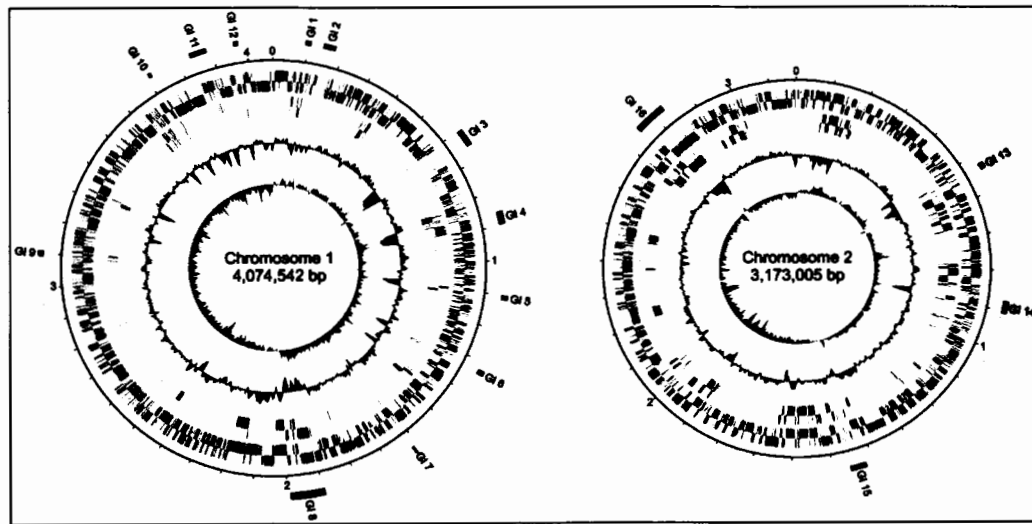 GI 1
GI 2
GI 3
GI 4
GI 5
GI 6
GI 7
GI 8
GI 9
GI 10
GI 11
GI 12
0
1
2
3
4
Chromosome 1
4,074,542 bp
GI 13
GI 14
GI 15
GI 16
0
1
2
3
Chromosome 2
3,173,005 bp